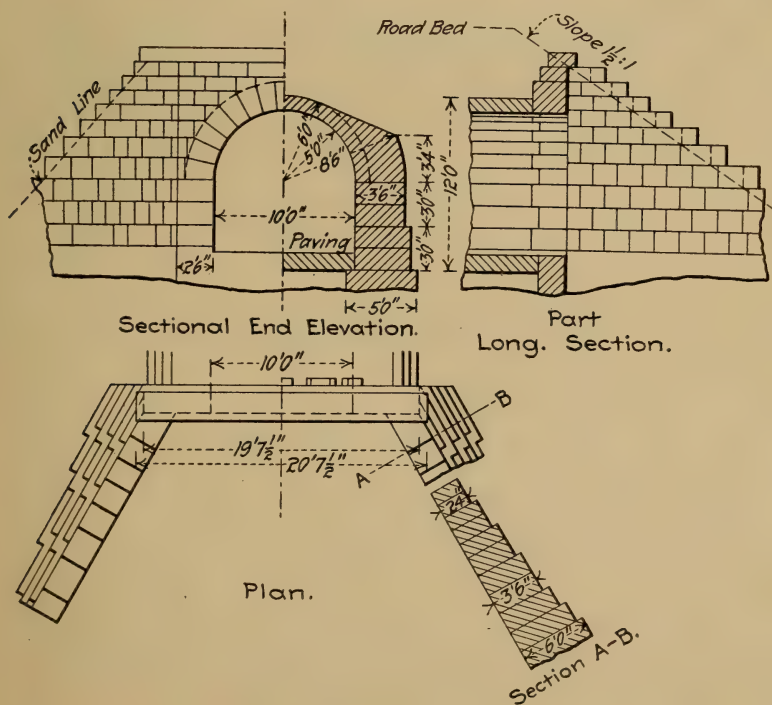 Road Bed
Slope 1½:1
Sand Line
6'0"
5'0"
8'6"
3'4"
3'0"
3'0"
12'0"
10'0"
3'6"
Paving
2'6"
5'0"
Sectional End Elevation.
Part
Long. Section.
10'0"
19'7½"
20'7½"
A
B
24"
3'6"
6'0"
Plan.
Section A-B.